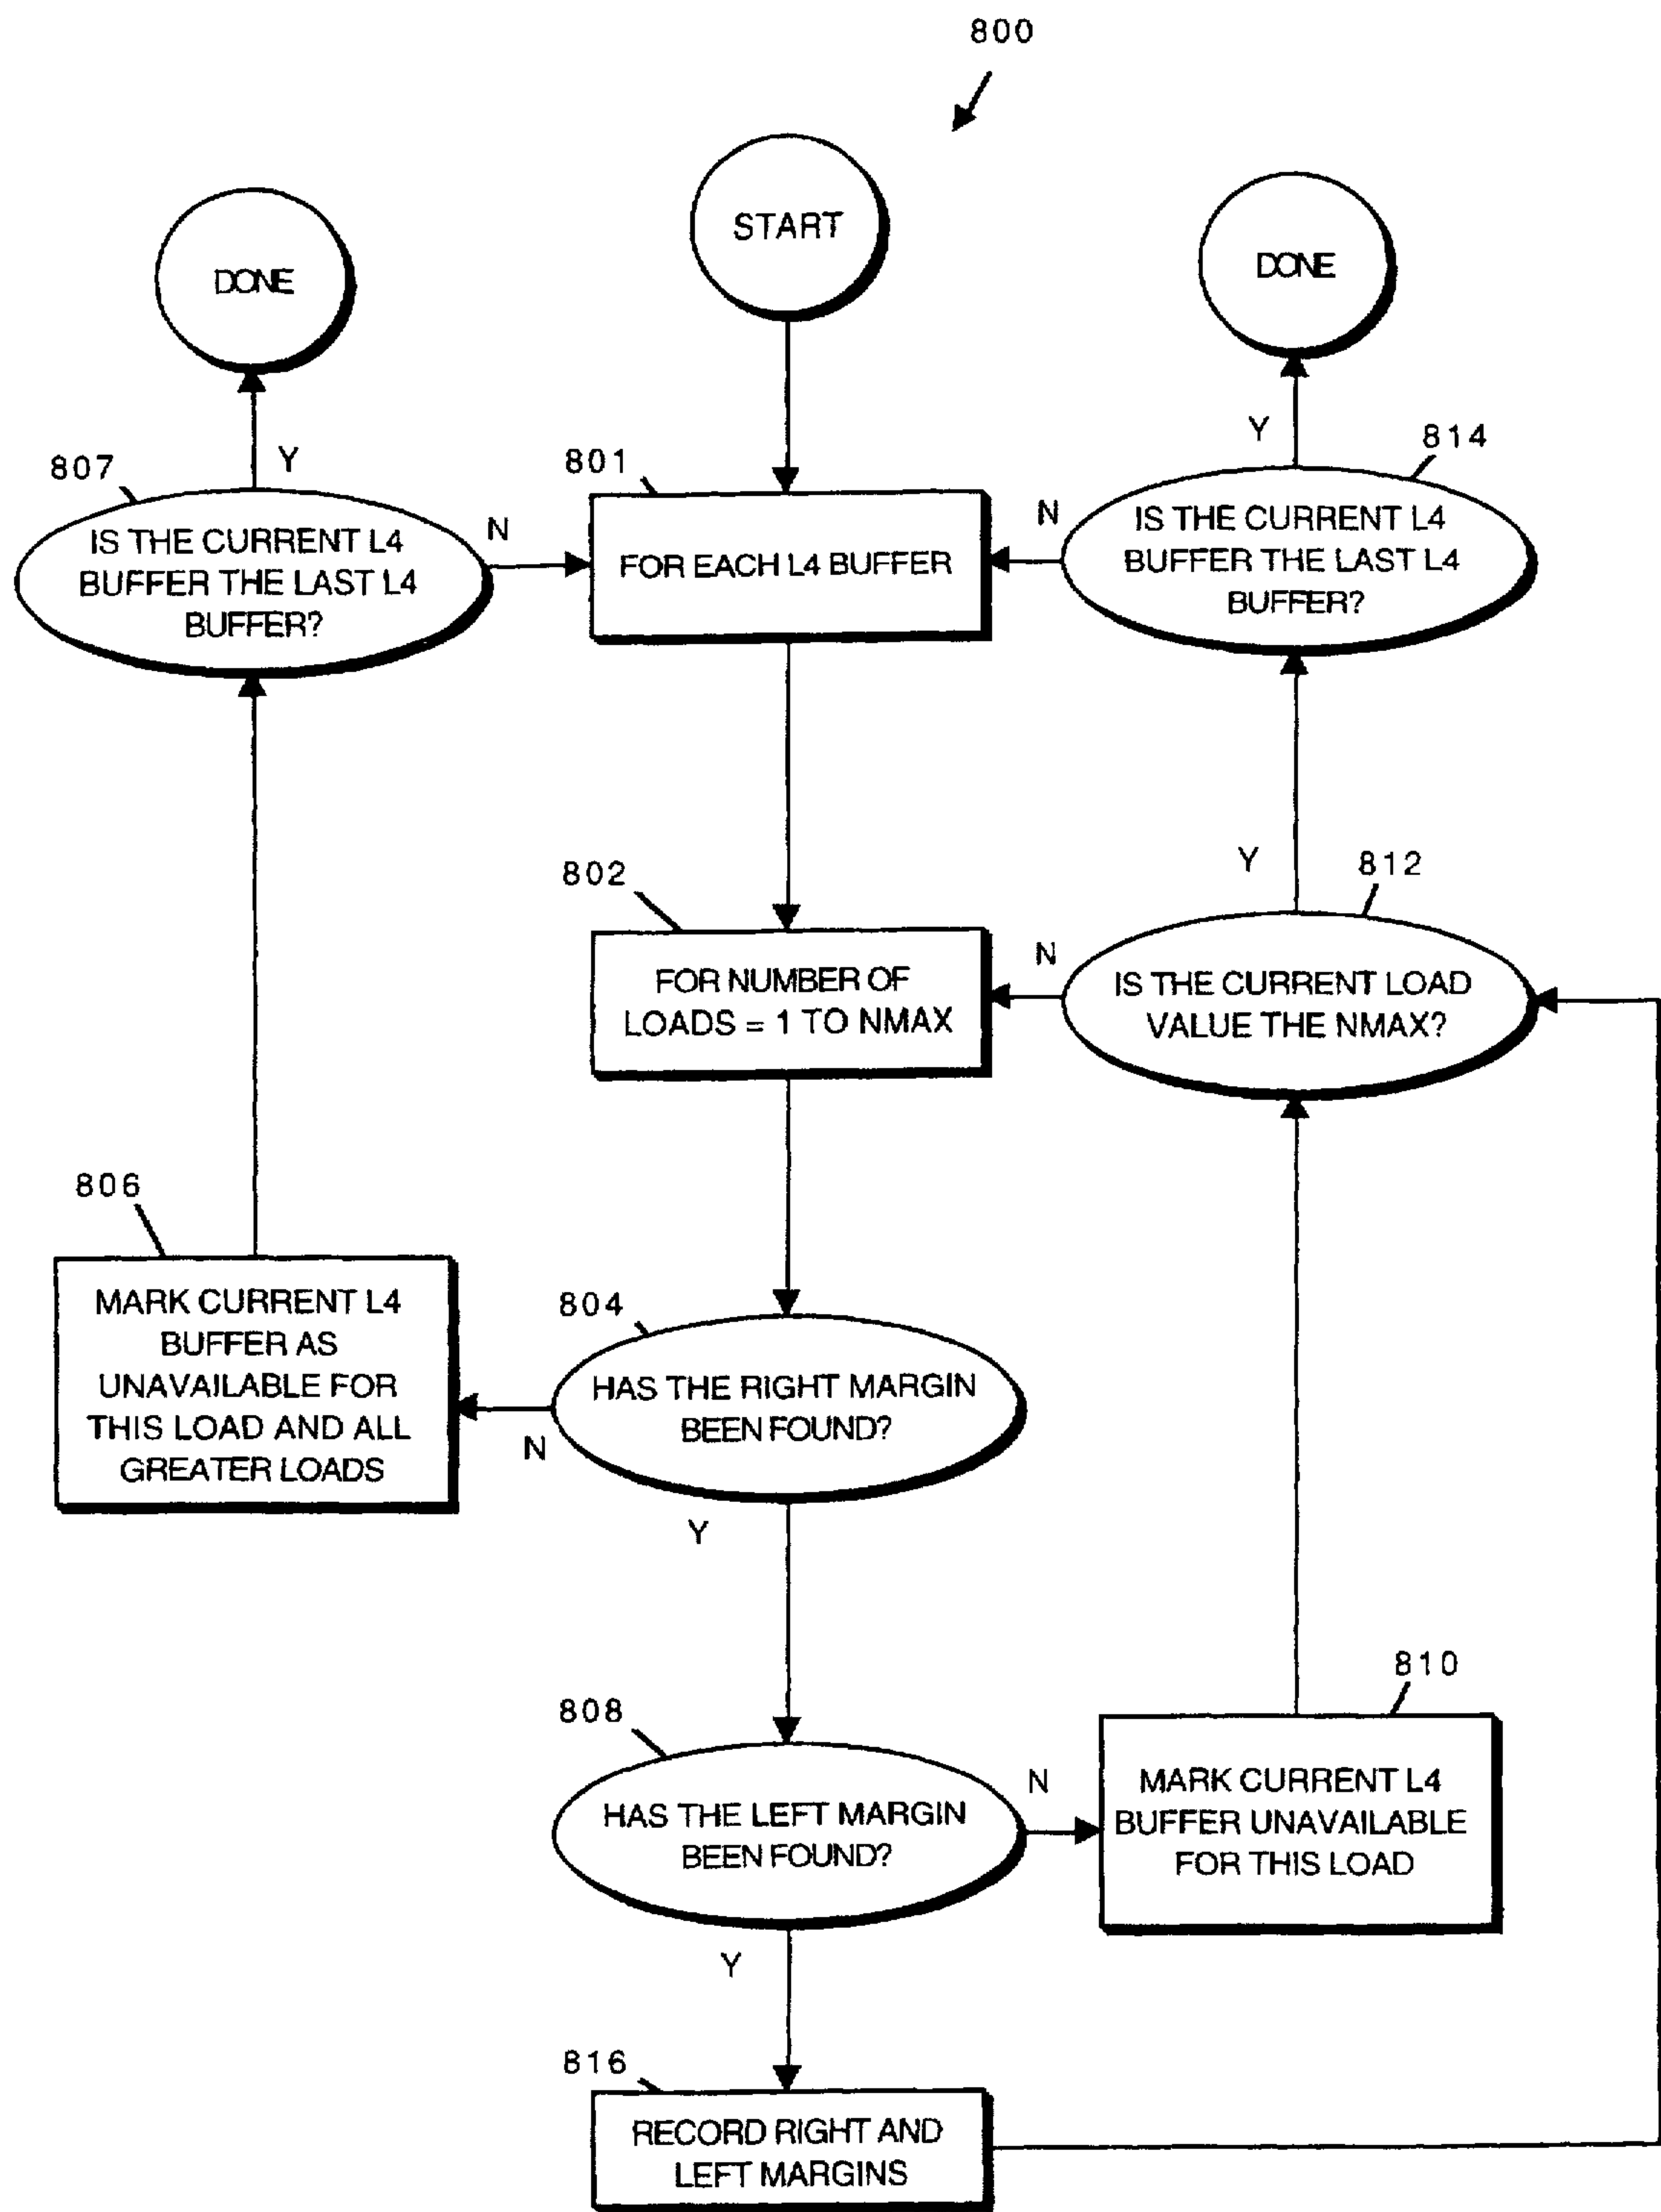 800
START
DONE
DONE
Y
Y
807
801
814
IS THE CURRENT L4
BUFFER THE LAST L4
BUFFER?
N
FOR EACH L4 BUFFER
N
IS THE CURRENT L4
BUFFER THE LAST L4
BUFFER?
802
Y
812
FOR NUMBER OF
LOADS = 1 TO NMAX
N
IS THE CURRENT LOAD
VALUE THE NMAX?
806
MARK CURRENT L4
BUFFER AS
UNAVAILABLE FOR
THIS LOAD AND ALL
GREATER LOADS
804
HAS THE RIGHT MARGIN
BEEN FOUND?
N
Y
808
810
HAS THE LEFT MARGIN
BEEN FOUND?
N
MARK CURRENT L4
BUFFER UNAVAILABLE
FOR THIS LOAD
Y
816
RECORD RIGHT AND
LEFT MARGINS